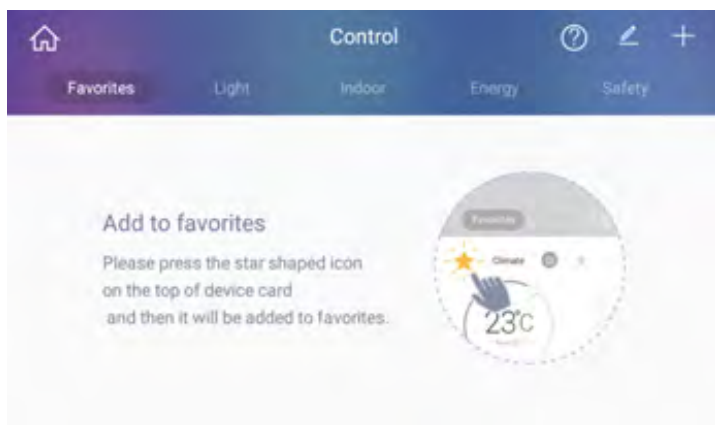 Control
Favorites Light Indoor Energy Safety
Add to favorites
Please press the star shaped icon
on the top of device card
and then it will be added to favorites.
Favorites
Climate
23°C